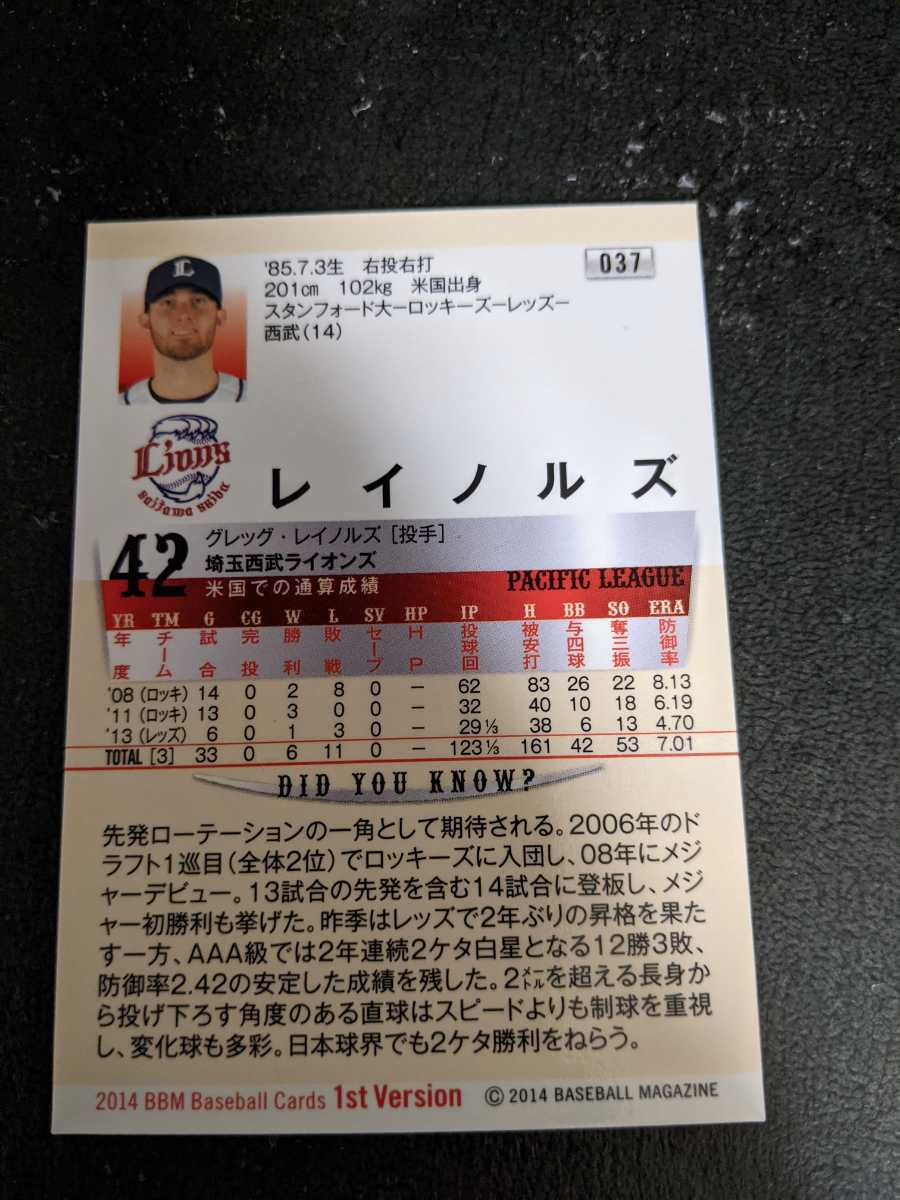 '85.7.3生 右投右打
037
201㎝ 102㎏ 米国出身
スタンフォード大ーロッキーズーレッズー
西武(14)
L
Lions
Saitama Seibu
レイノルズ
42
グレッグ・レイノルズ [投手]
埼玉西武ライオンズ
米国での通算成績 PACIFIC LEAGUE
YR TM G CG W L SV HP IP H BB SO ERA
年度 チーム 試合 完投 勝利 敗戦 セーブ HP 投球回 被安打 与四球 奪三振 防御率
'08(ロッキ) 14 0 2 8 0 ー 62 83 26 22 8.13
'11(ロッキ) 13 0 3 0 0 ー 32 40 10 18 6.19
'13(レッズ) 6 0 1 3 0 ー 29⅓ 38 6 13 4.70
TOTAL [3] 33 0 6 11 0 ー 123⅓ 161 42 53 7.01
DID YOU KNOW?
先発ローテーションの一角として期待される。2006年のド
ラフト1巡目(全体2位)でロッキーズに入団し、08年にメジ
ャーデビュー。13試合の先発を含む14試合に登板し、メジ
ャー初勝利も挙げた。昨季はレッズで2年ぶりの昇格を果た
す一方、AAA級では2年連続2ケタ白星となる12勝3敗、
防御率2.42の安定した成績を残した。2㍍を超える長身か
ら投げ下ろす角度のある直球はスピードよりも制球を重視
し、変化球も多彩。日本球界でも2ケタ勝利をねらう。
2014 BBM Baseball Cards 1st Version © 2014 BASEBALL MAGAZINE